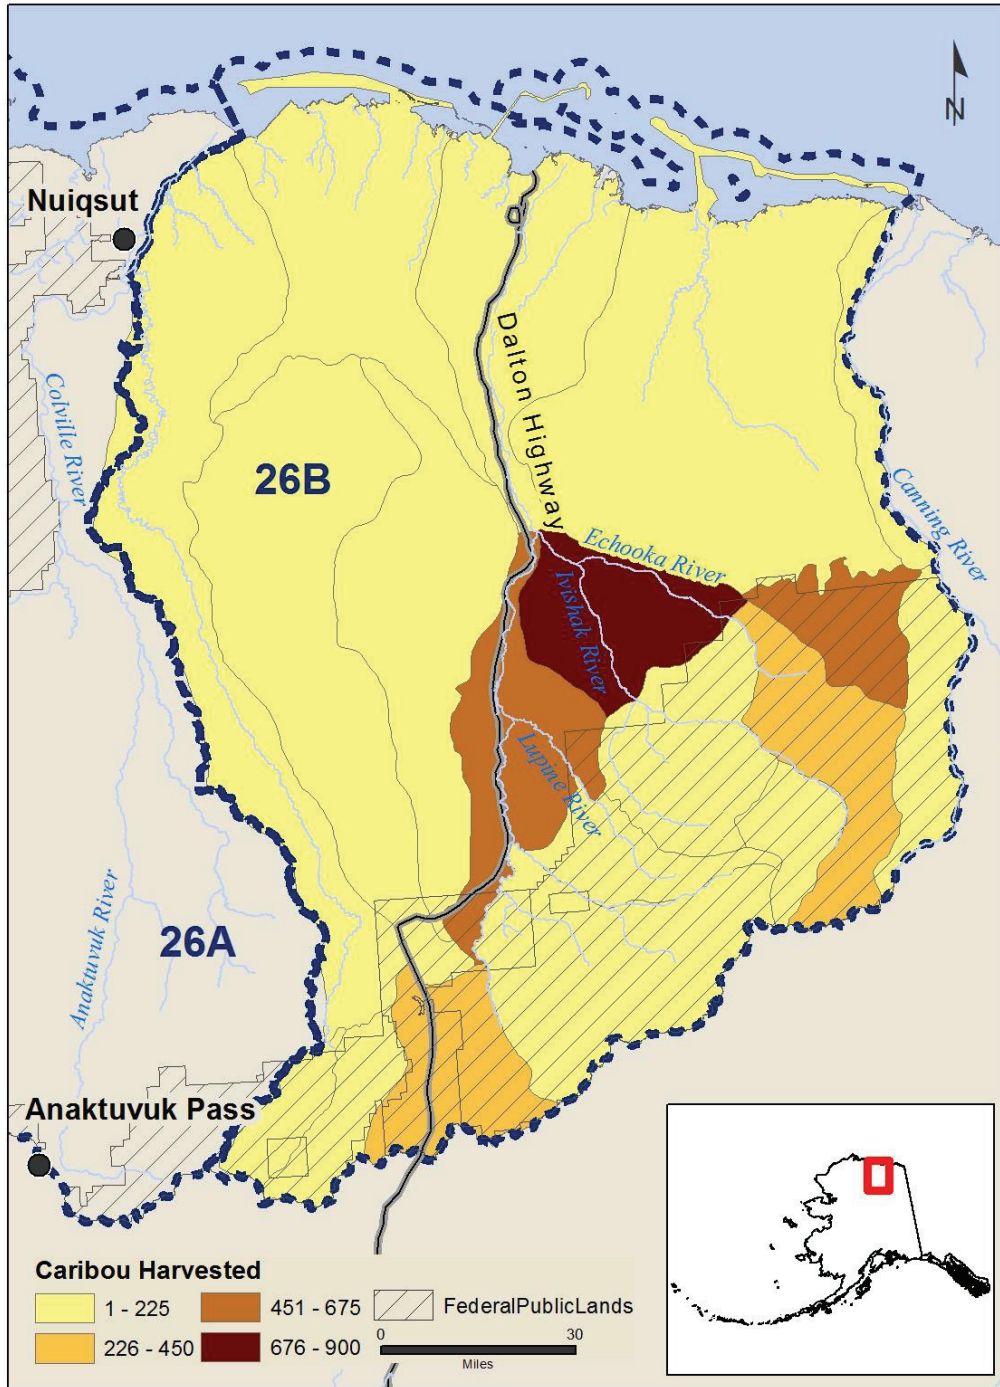 N
Nuiqsut
Colville River
26B
Dalton Highway
Echooka River
Canning River
Ivishak River
Lupine River
Anaktuvuk River
26A
Anaktuvuk Pass
Caribou Harvested
1 - 225
451 - 675
FederalPublicLands
226 - 450
676 - 900
0
30
Miles